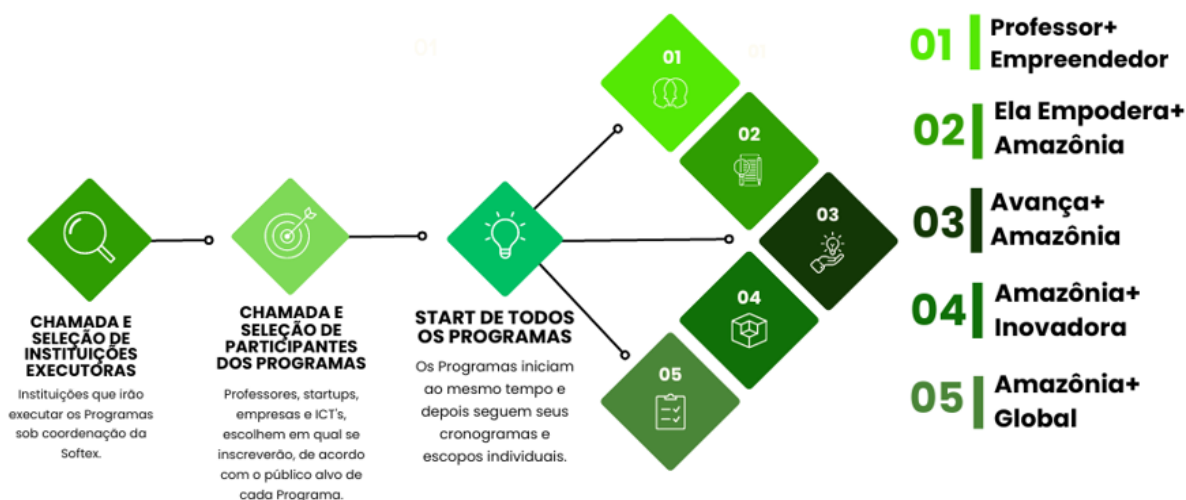 CHAMADA E
SELEÇÃO DE
INSTITUIÇÕES
EXECUTORAS
Instituições que irão
executar os Programas
sob coordenação da
Softex.
CHAMADA E
SELEÇÃO DE
PARTICIPANTES
DOS PROGRAMAS
Professores, startups,
empresas e ICT's,
escolhem em qual se
inscreverão, de acordo
com o público alvo de
cada Programa.
START DE TODOS
OS PROGRAMAS
Os Programas iniciam
ao mesmo tempo e
depois seguem seus
cronogramas e
escopos individuais.
01
01
01
02
03
04
05
01
Professor+
Empreendedor
02
Ela Empodera+
Amazônia
03
Avança+
Amazônia
04
Amazônia+
Inovadora
05
Amazônia+
Global